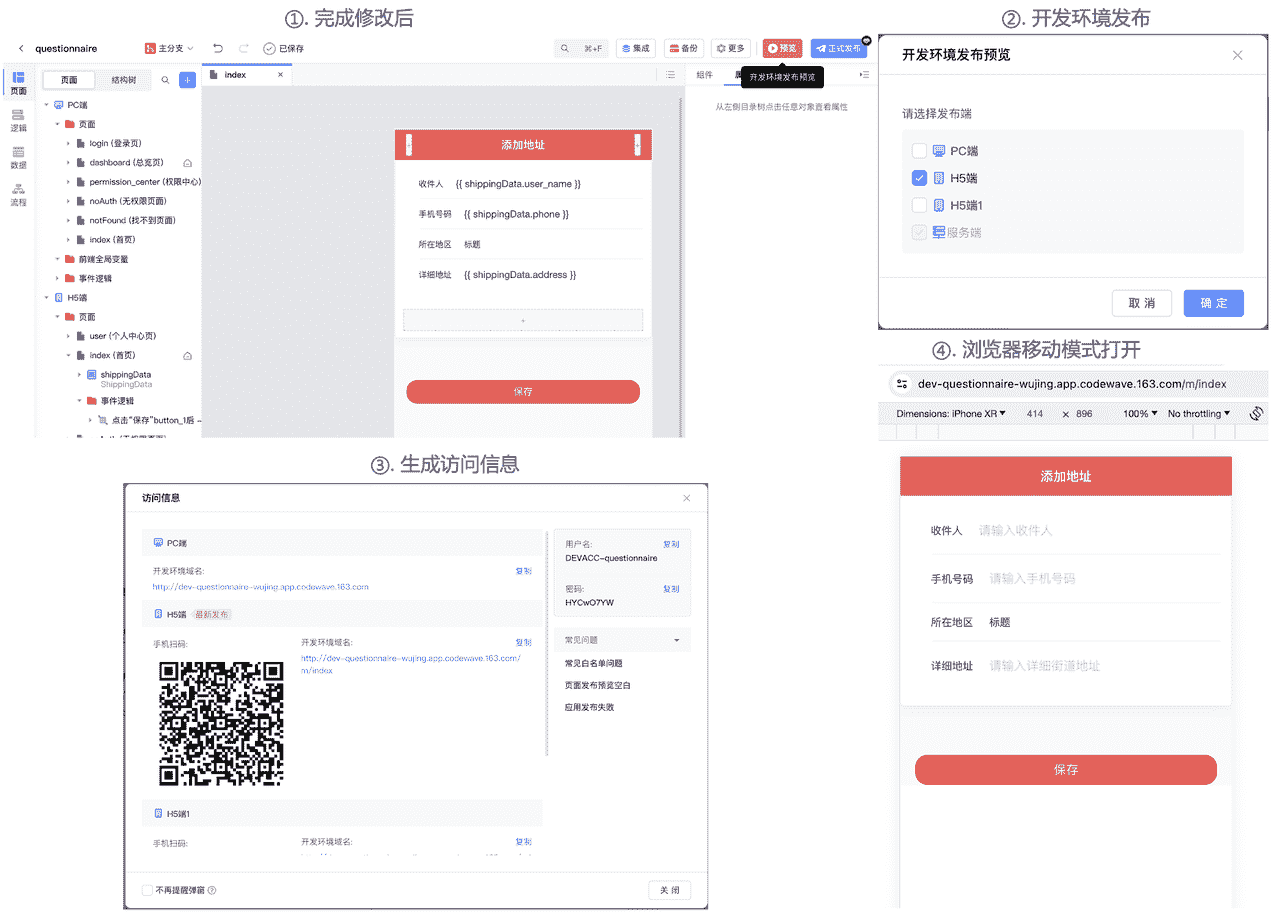 ①. 完成修改后
questionnaire
主分支
已保存
⌘+F
集成
备份
更多
预览
正式发布
开发环境发布预览
页面
逻辑
数据
流程
页面
结构树
PC端
页面
login (登录页)
dashboard (总览页)
permission_center (权限中心)
noAuth (无权限页面)
notFound (找不到页面)
index (首页)
前端全局变量
事件逻辑
H5端
页面
user (个人中心页)
index (首页)
shippingData
ShippingData
事件逻辑
点击“保存”button_1后
index
添加地址
收件人 {{ shippingData.user_name }}
手机号码 {{ shippingData.phone }}
所在地区 标题
详细地址 {{ shippingData.address }}
保存
组件
从左侧目录树点击任意对象查看属性
②. 开发环境发布
开发环境发布预览
请选择发布端
PC端
H5端
H5端1
服务端
取消
确定
③. 生成访问信息
访问信息
PC端
开发环境域名:
复制
http://dev-questionnaire-wujing.app.codewave.163.com
H5端 最新发布
手机扫码:
开发环境域名:
复制
http://dev-questionnaire-wujing.app.codewave.163.com/
m/index
H5端1
手机扫码:
开发环境域名:
复制
用户名:
复制
DEVACC-questionnaire
密码:
复制
HYCwO7YW
常见问题
常见白名单问题
页面发布预览空白
应用发布失败
不再提醒弹窗
关闭
④. 浏览器移动模式打开
dev-questionnaire-wujing.app.codewave.163.com/m/index
Dimensions: iPhone XR 414 × 896 100% No throttling
添加地址
收件人 请输入收件人
手机号码 请输入手机号码
所在地区 标题
详细地址 请输入详细街道地址
保存